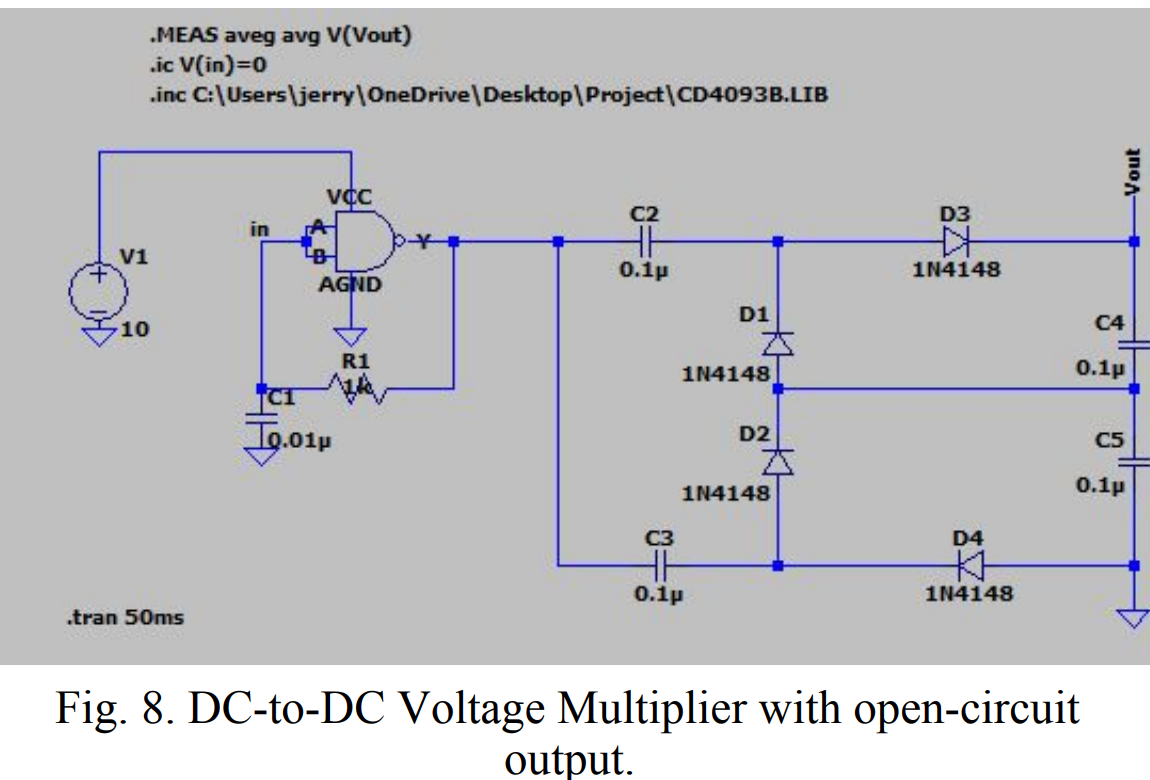 .MEAS aveg avg V(Vout)
.ic V(in)=0
.inc C:\Users\jerry\OneDrive\Desktop\Project\CD4093B.LIB
Vout
VCC
C2
D3
in
A
Y
B
V1
0.1µ
1N4148
AGND
D1
C4
10
R1
1k
0.1µ
1N4148
C1
D2
C5
0.01µ
0.1µ
1N4148
C3
D4
0.1µ
1N4148
.tran 50ms
Fig. 8. DC-to-DC Voltage Multiplier with open-circuit
output.